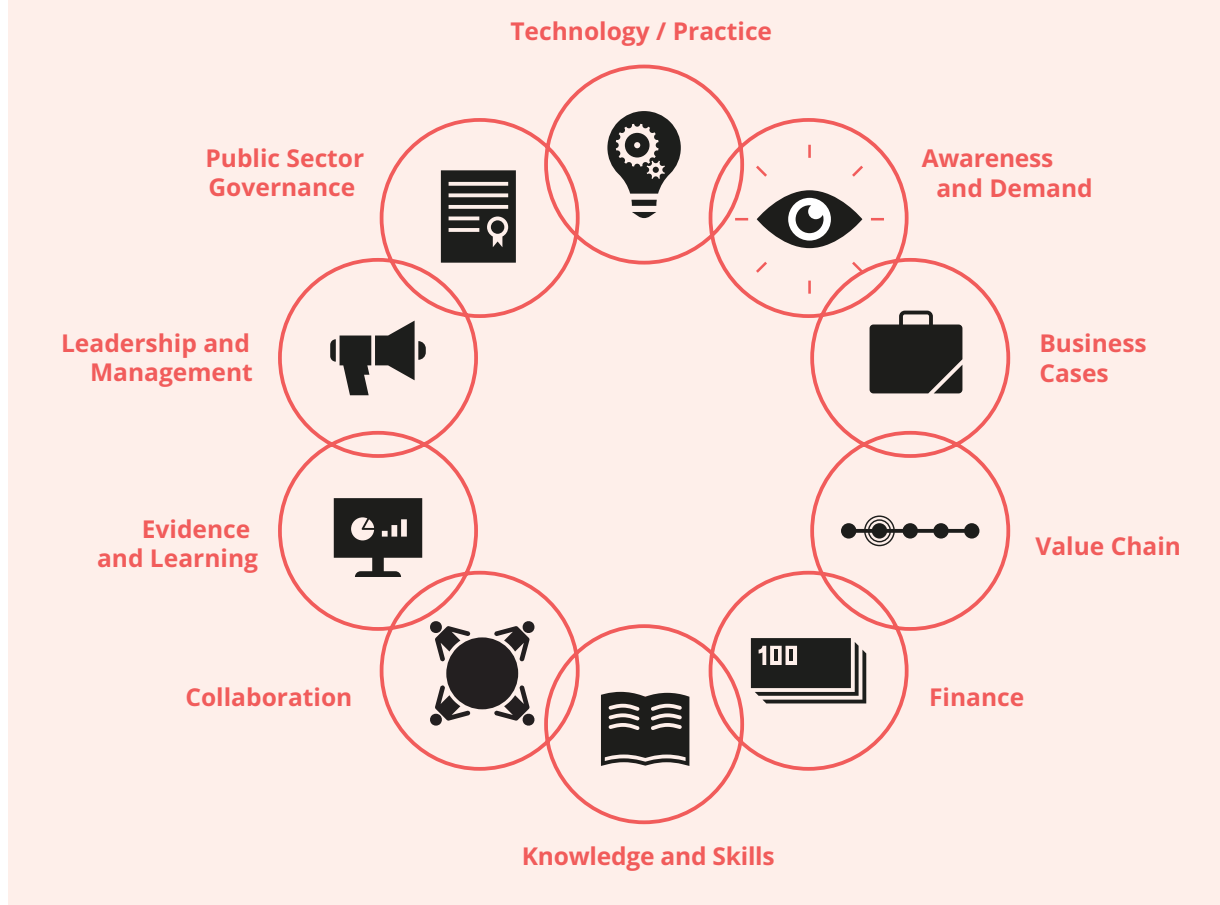 Technology / Practice
Public Sector
Governance
Awareness
and Demand
Leadership and
Management
Business
Cases
Evidence
and Learning
Value Chain
100
Collaboration
Finance
Knowledge and Skills